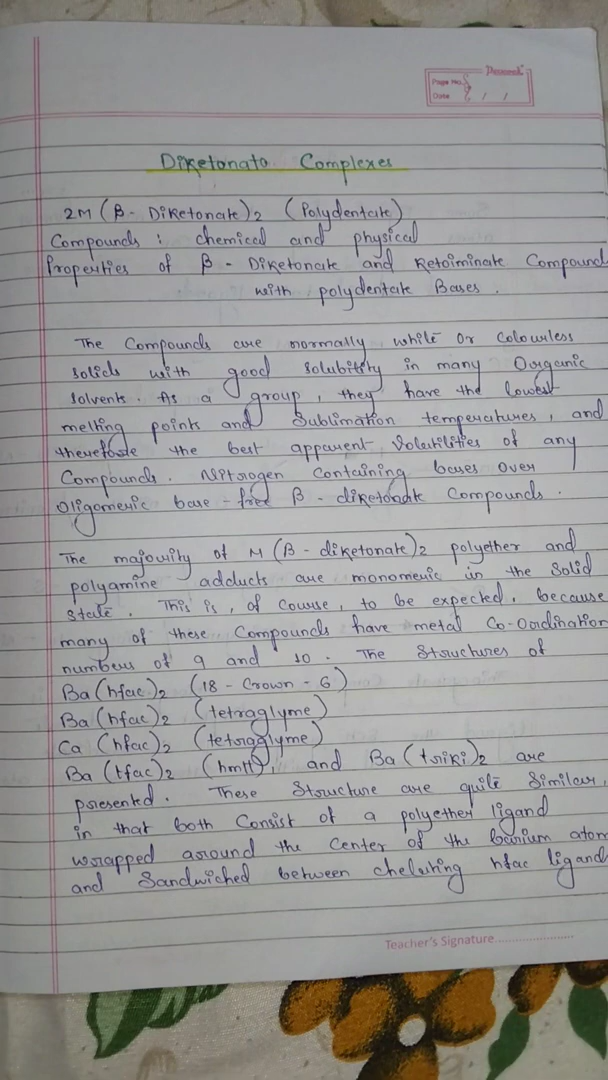 Personal
Page No.
Date / /
Diketonato Complexes
2M (β - Diketonate)2 (Polydentate)
Compounds : chemical and physical
Properties of β - Diketonate and Ketoiminate Compound
with polydentate Bases.
The Compounds are normally white or Colourless
solids with good solubility in many Organic
solvents. As a group, they have the lowest
melting points and Sublimation temperatures, and
therefore the best apparent Volatilities of any
Compounds. Nitrogen Containing bases over
Oligomeric base - free β - diketonate Compounds.
The majority of M (β - diketonate)2 polyether and
polyamine adducts are monomeric in the Solid
State. This is, of Course, to be expected, because
many of these Compounds have metal Co-Ordination
numbers of 9 and 10. The Structures of
Ba (hfac)2 (18 - Crown - 6)
Ba (hfac)2 (tetraglyme)
Ca (hfac)2 (tetraglyme)
Ba (tfac)2 (hmtt), and Ba (triki)2 are
presented. These Structure are quite Similar,
in that both Consist of a polyether ligand
wrapped around the Center of the barium atom
and Sandwiched between chelating hfac ligand
Teacher's Signature........................